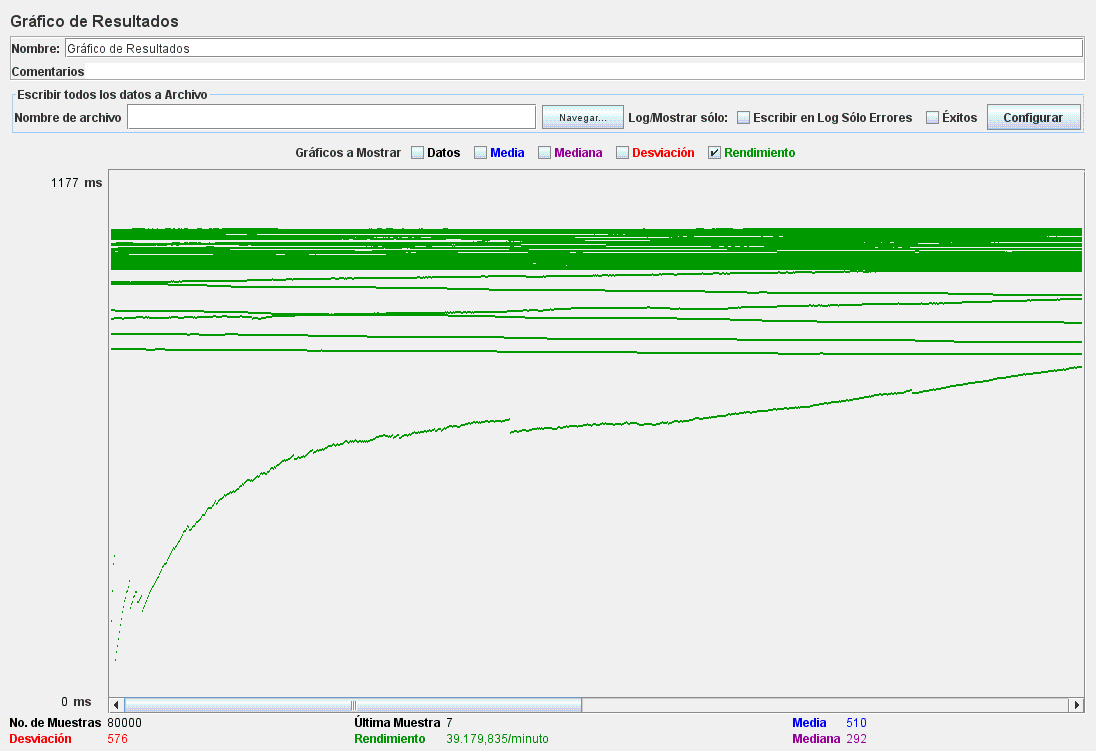 Gráfico de Resultados
Nombre: Gráfico de Resultados
Comentarios
Escribir todos los datos a Archivo
Nombre de archivo Navegar... Log/Mostrar sólo: Escribir en Log Sólo Errores Éxitos Configurar
Gráficos a Mostrar Datos Media Mediana Desviación Rendimiento
1177 ms
0 ms
No. de Muestras 80000 Última Muestra 7 Media 510
Desviación 576 Rendimiento 39.179,835/minuto Mediana 292